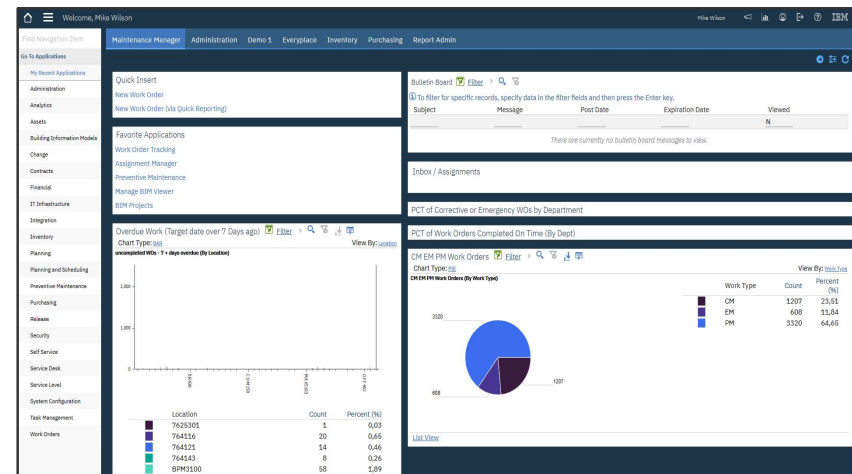 Welcome, Mike Wilson
Mike Wilson
IBM
Find Navigation Item
Go To Applications
My Recent Applications
Administration
Analytics
Assets
Building Information Models
Change
Contracts
Financial
IT Infrastructure
Integration
Inventory
Planning
Planning and Scheduling
Preventive Maintenance
Purchasing
Release
Security
Self Service
Service Desk
Service Level
System Configuration
Task Management
Work Orders
Maintenance Manager Administration Demo 1 Everyplace Inventory Purchasing Report Admin
Quick Insert
New Work Order
New Work Order (via Quick Reporting)
Favorite Applications
Work Order Tracking
Assignment Manager
Preventive Maintenance
Manage BIM Viewer
BIM Projects
Overdue Work (Target date over 7 Days ago) Filter
Chart Type: BAR View By: Location
uncompleted WOs - 7 + days overdue (By Location)
2,000
1,000
0
Location Count Percent (%)
7625301 1 0,03
764116 20 0,65
764121 14 0,46
764143 8 0,26
BPM3100 58 1,89
Bulletin Board Filter
To filter for specific records, specify data in the filter fields and then press the Enter key.
Subject Message Post Date Expiration Date Viewed
N
There are currently no bulletin board messages to view.
Inbox / Assignments
PCT of Corrective or Emergency WOs by Department
PCT of Work Orders Completed On Time (By Dept)
CM EM PM Work Orders Filter
Chart Type: PIE View By: Work Type
CM EM PM Work Orders (By Work Type)
3320
1207
608
Work Type Count Percent (%)
CM 1207 23,51
EM 608 11,84
PM 3320 64,65
List View